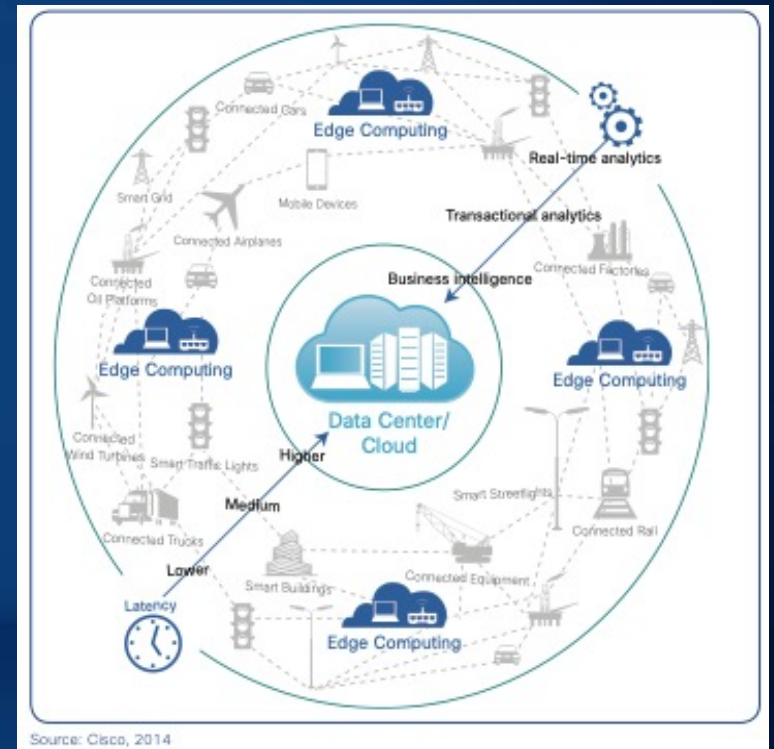 Connected Cars
Edge Computing
Real-time analytics
Smart Grid
Mobile Devices
Transactional analytics
Connected Airplanes
Connected Factories
Connected
Oil Platforms
Business intelligence
Edge Computing
Edge Computing
Data Center/
Cloud
Connected
Wind Turbines
Smart Traffic Lights
Higher
Medium
Smart Streetlights
Connected Trucks
Connected Rail
Lower
Smart Buildings
Connected Equipment
Latency
Edge Computing
Source: Cisco, 2014